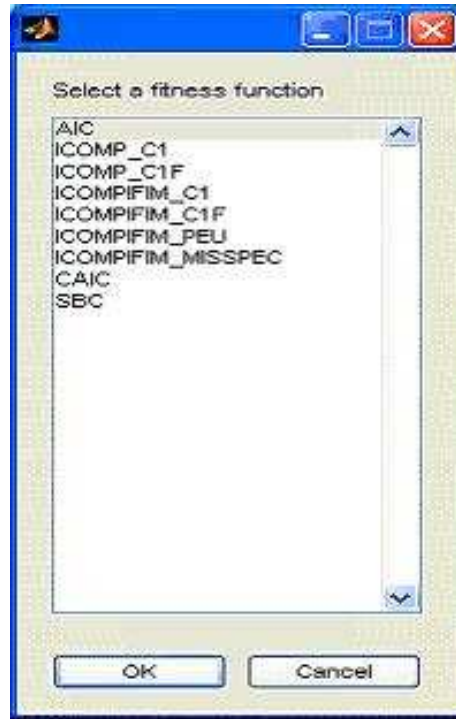 Select a fitness function
AIC
ICOMP_C1
ICOMP_C1F
ICOMPIFIM_C1
ICOMPIFIM_C1F
ICOMPIFIM_PEU
ICOMPIFIM_MISSPEC
CAIC
SBC
OK Cancel